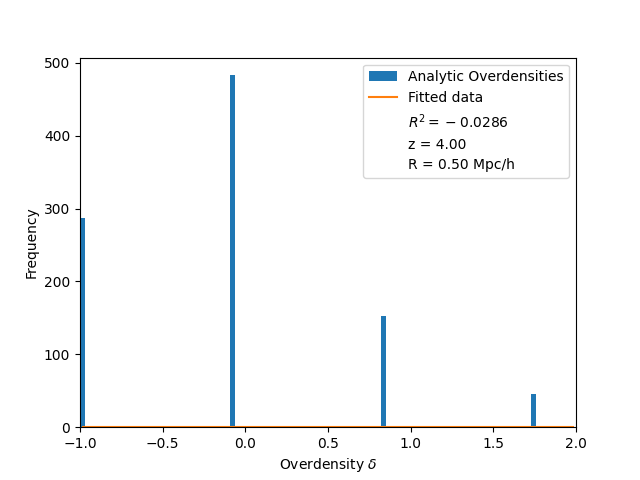 500
400
300
200
100
0
Frequency
Analytic Overdensities
Fitted data
R² = − 0.0286
z = 4.00
R = 0.50 Mpc/h
−1.0 −0.5 0.0 0.5 1.0 1.5 2.0
Overdensity δ